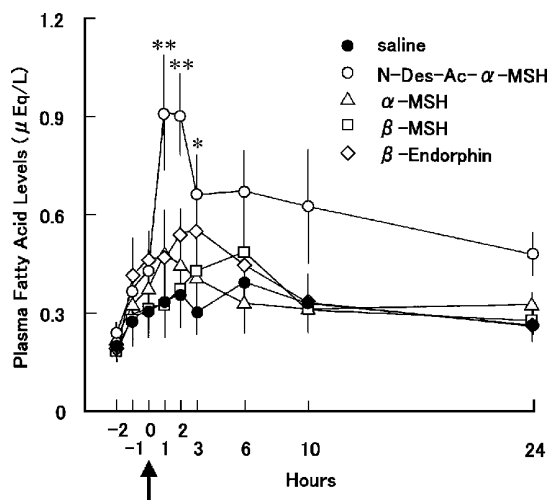 1.2
0.9
0.6
0.3
0
Plasma Fatty Acid Levels (μEq/L)
**
**
*
saline
N-Des-Ac-α-MSH
α-MSH
β-MSH
β-Endorphin
-2 0 2
-1 1 3 6 10 24
Hours